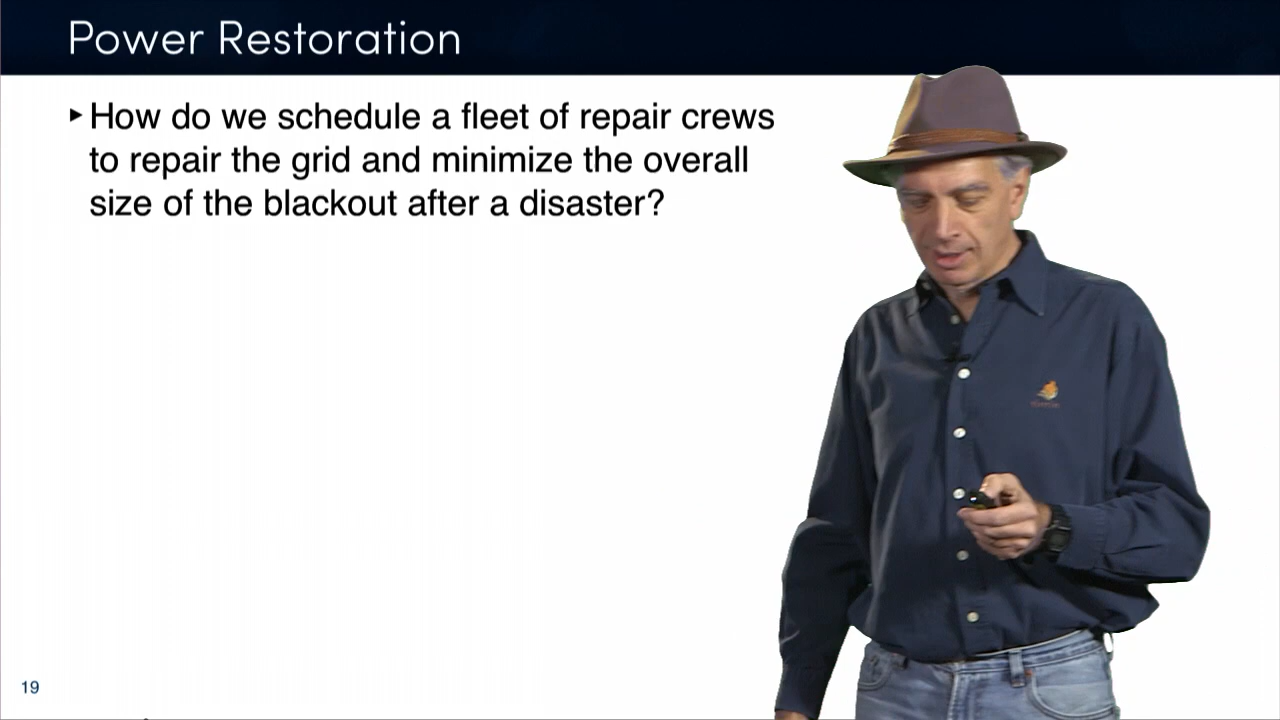 Power Restoration
▸ How do we schedule a fleet of repair crews
to repair the grid and minimize the overall
size of the blackout after a disaster?
19